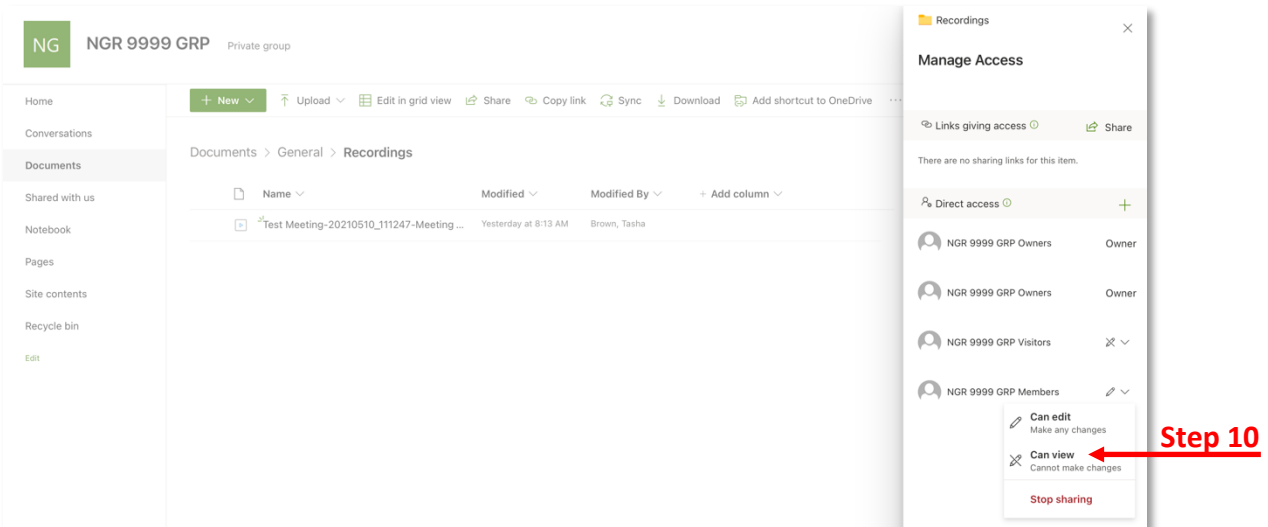 NG
NGR 9999 GRP Private group
Home
Conversations
Documents
Shared with us
Notebook
Pages
Site contents
Recycle bin
Edit
+ New Upload Edit in grid view Share Copy link Sync Download Add shortcut to OneDrive ...
Documents > General > Recordings
Name Modified Modified By + Add column
Test Meeting-20210510_111247-Meeting ... Yesterday at 8:13 AM Brown, Tasha
Recordings
Manage Access
Links giving access Share
There are no sharing links for this item.
Direct access
NGR 9999 GRP Owners Owner
NGR 9999 GRP Owners Owner
NGR 9999 GRP Visitors
NGR 9999 GRP Members
Can edit
Make any changes
Can view
Cannot make changes
Stop sharing
Step 10